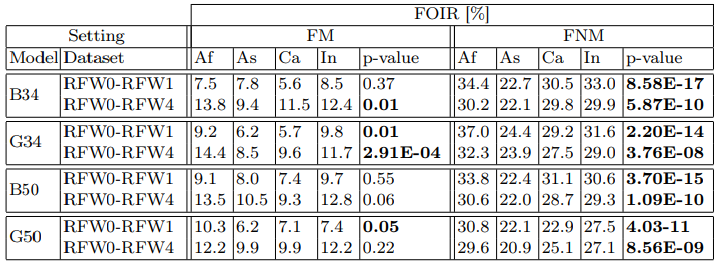 FOIR [%]
Setting FM FNM
Model Dataset Af As Ca In p-value Af As Ca In p-value
B34 RFW0-RFW1 7.5 7.8 5.6 8.5 0.37 34.4 22.7 30.5 33.0 8.58E-17
RFW0-RFW4 13.8 9.4 11.5 12.4 0.01 30.2 22.1 29.8 29.9 5.87E-10
G34 RFW0-RFW1 9.2 6.2 5.7 9.8 0.01 37.0 24.4 29.2 31.6 2.20E-14
RFW0-RFW4 14.4 8.5 9.6 11.7 2.91E-04 32.3 23.9 27.5 29.0 3.76E-08
B50 RFW0-RFW1 9.1 8.0 7.4 9.7 0.55 33.8 22.4 31.1 30.6 3.70E-15
RFW0-RFW4 13.5 10.5 9.3 12.8 0.06 30.6 22.0 28.7 29.3 1.09E-10
G50 RFW0-RFW1 10.3 6.2 7.1 7.4 0.05 30.8 22.1 22.9 27.5 4.03-11
RFW0-RFW4 12.2 9.9 9.9 12.2 0.22 29.6 20.9 25.1 27.1 8.56E-09